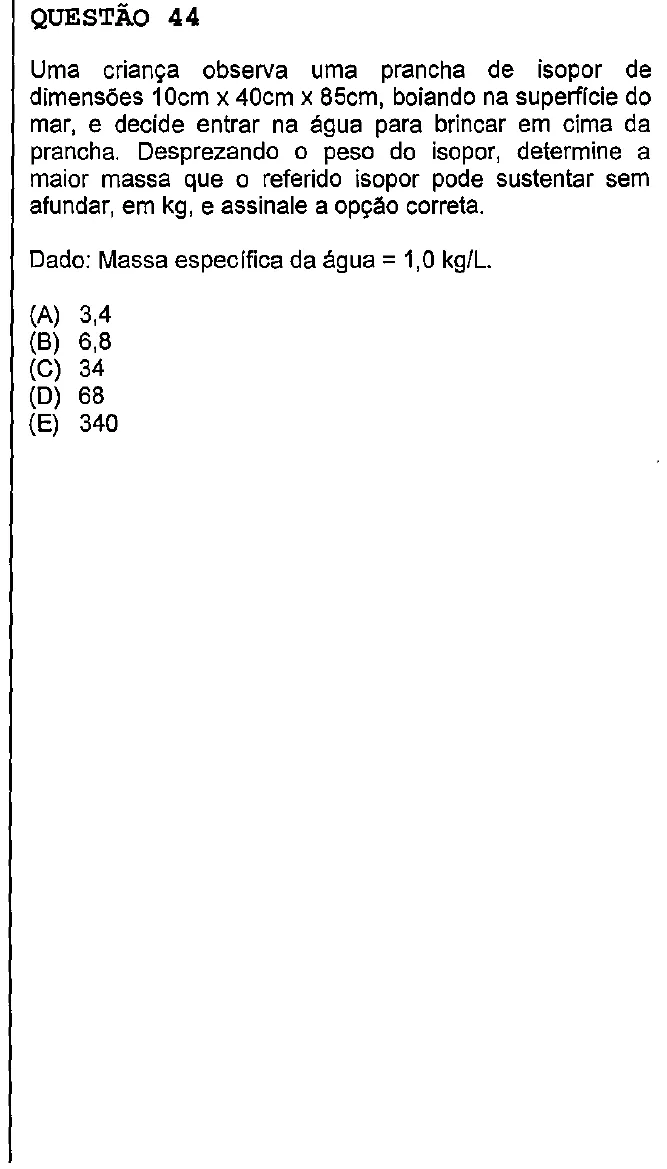 QUESTÃO 44
Uma criança observa uma prancha de isopor de
dimensões 10cm x 40cm x 85cm, boiando na superfície do
mar, e decide entrar na água para brincar em cima da
prancha. Desprezando o peso do isopor, determine a
maior massa que o referido isopor pode sustentar sem
afundar, em kg, e assinale a opção correta.
Dado: Massa específica da água = 1,0 kg/L.
(A) 3,4
(B) 6,8
(C) 34
(D) 68
(E) 340